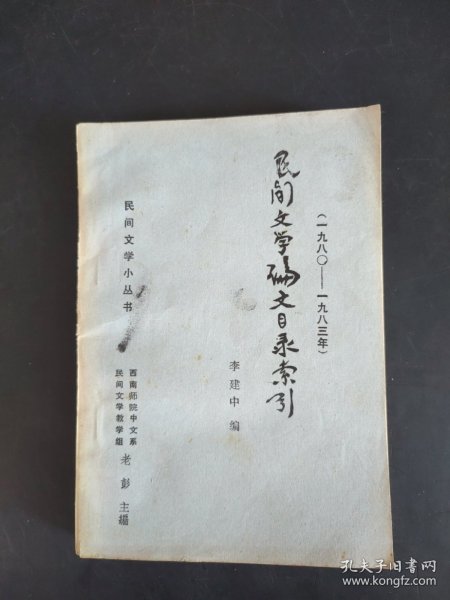 （一九八〇——一九八三年）
民间文学論文目录索引
李建中 编
民间文学小丛书
西南师院中文系
民间文学教学组
老彭 主编
孔夫子旧书网
www.kongfz.com